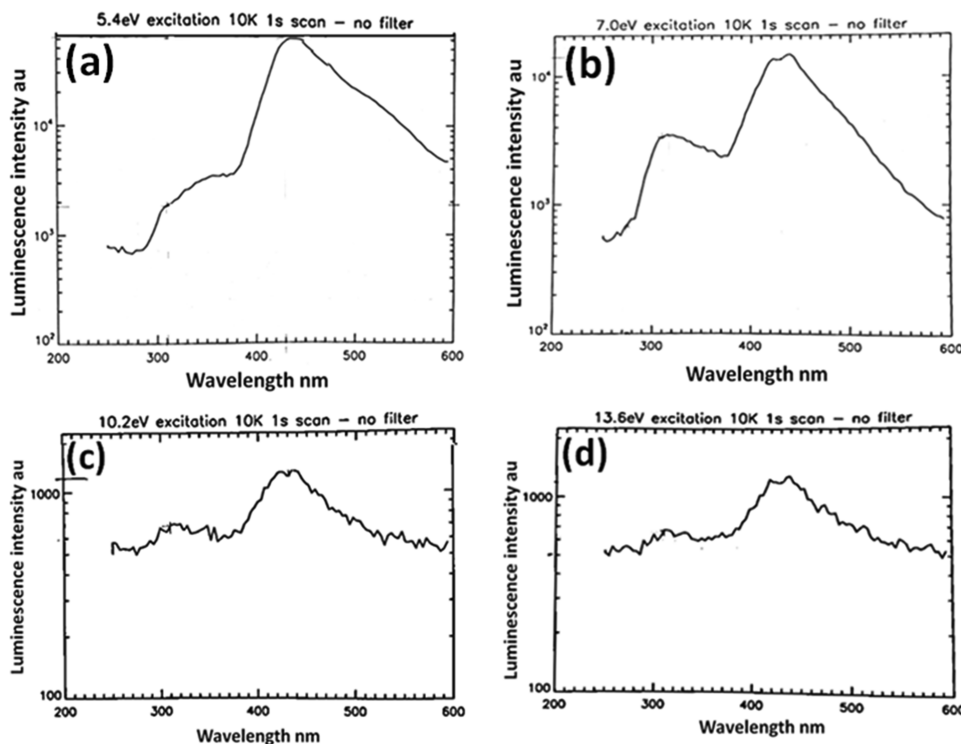 5.4eV excitation 10K 1s scan – no filter
(a)
Luminescence intensity au
10⁴
10³
10²
200 300 400 500 600
Wavelength nm
7.0eV excitation 10K 1s scan – no filter
(b)
Luminescence intensity au
10⁴
10³
10²
200 300 400 500 600
Wavelength nm
10.2eV excitation 10K 1s scan – no filter
(c)
Luminescence intensity au
1000
100
200 300 400 500 600
Wavelength nm
13.6eV excitation 10K 1s scan – no filter
(d)
Luminescence intensity au
1000
100
200 300 400 500 600
Wavelength nm